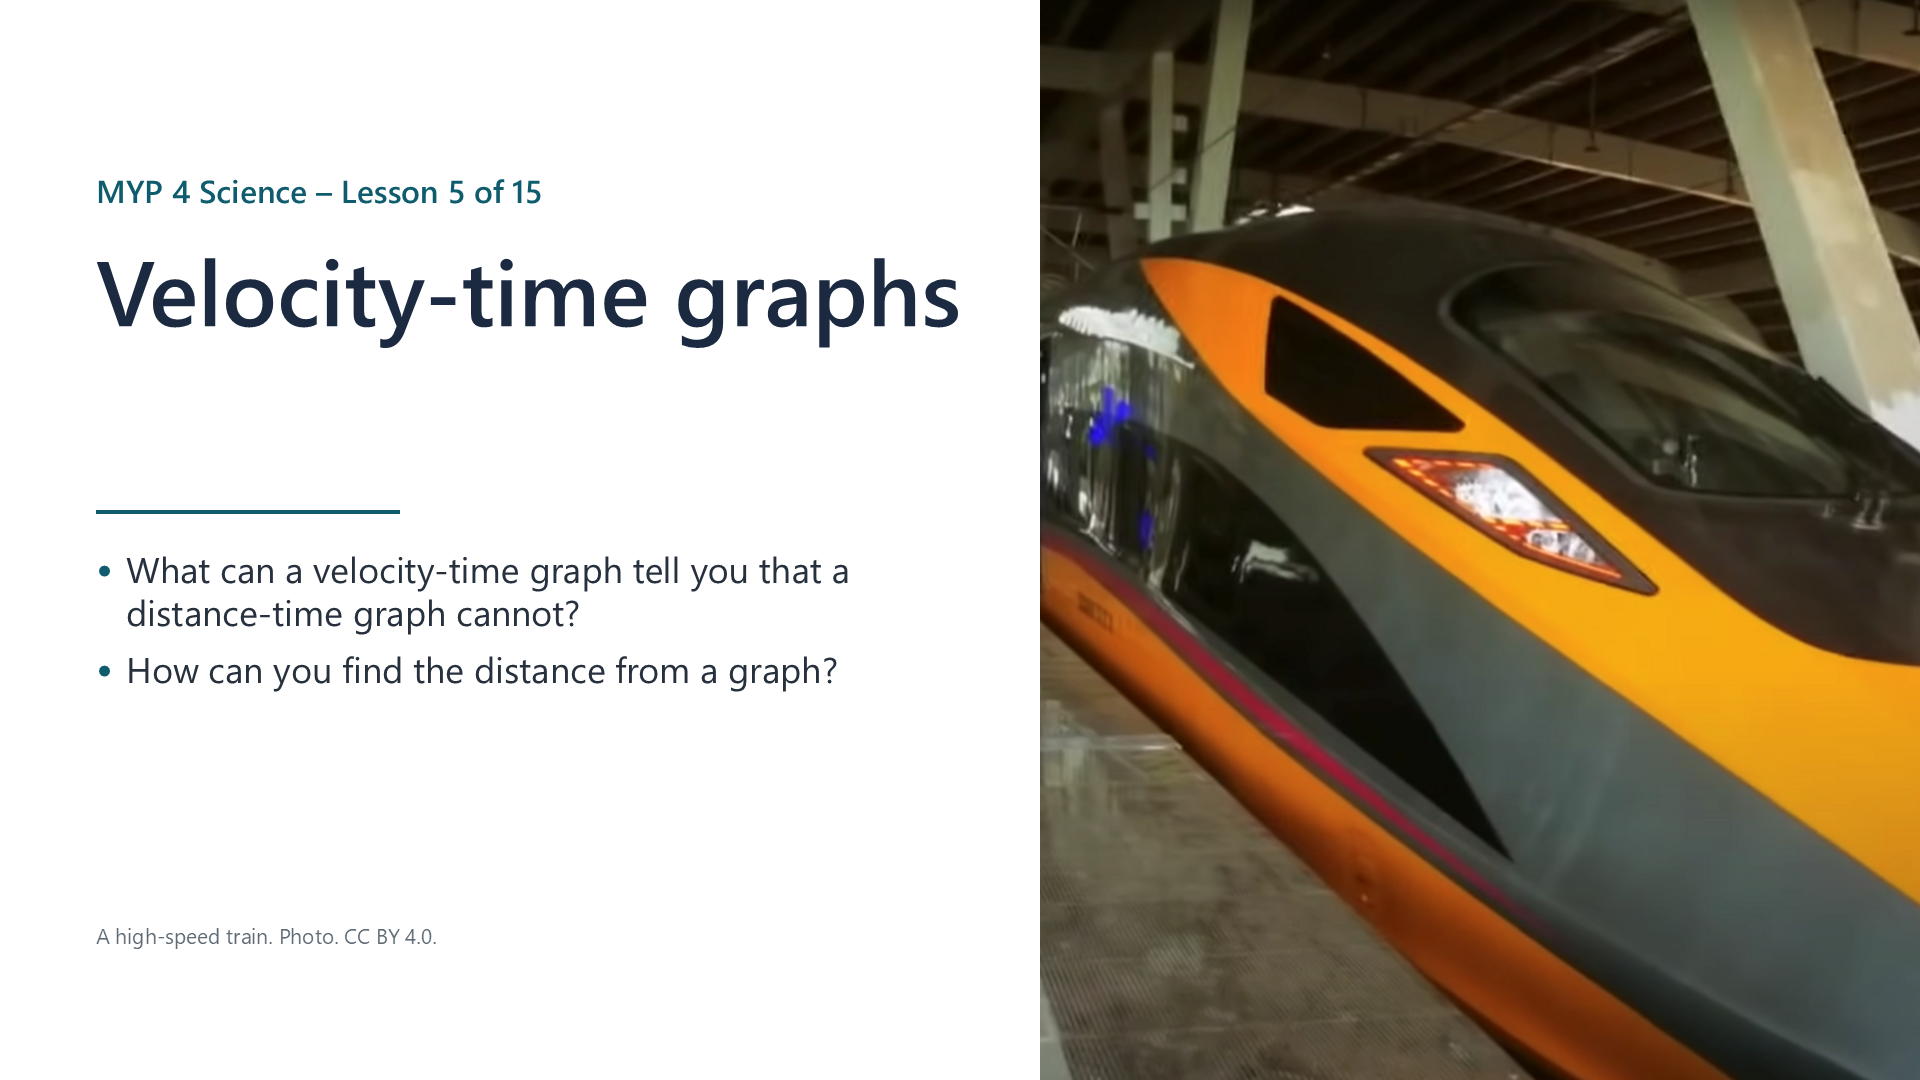 MYP 4 Science – Lesson 5 of 15
Velocity-time graphs
• What can a velocity-time graph tell you that a
distance-time graph cannot?
• How can you find the distance from a graph?
A high-speed train. Photo. CC BY 4.0.